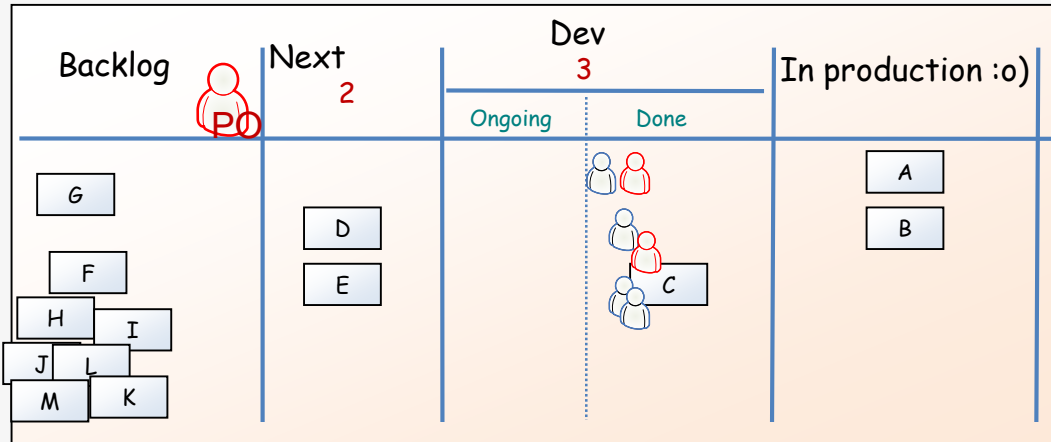 Backlog
PO
Next
2
Dev
3
Ongoing
Done
In production :o)
G
F
H
I
J
L
M
K
D
E
C
A
B